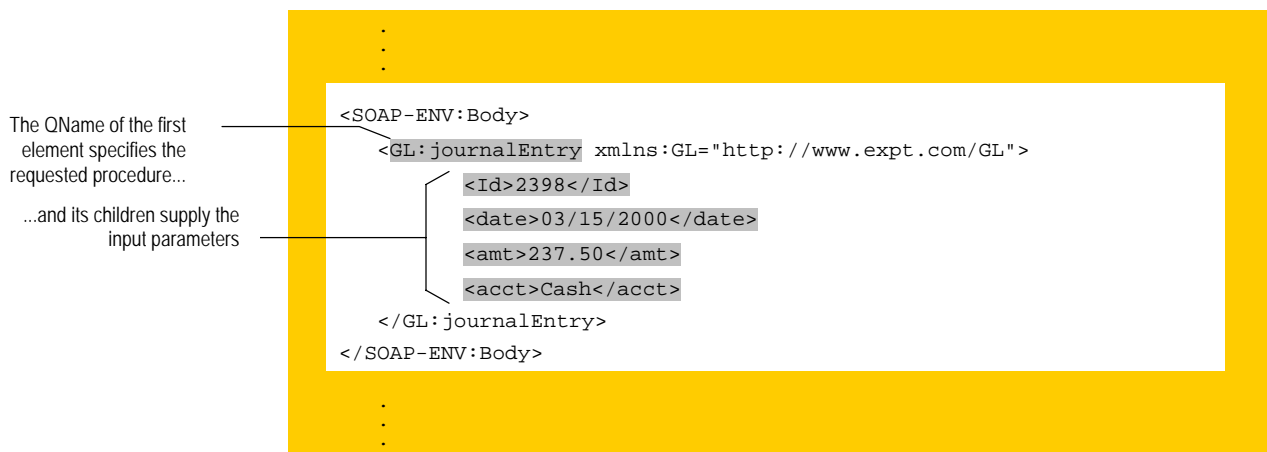 .
.
.
<SOAP-ENV:Body>
The QName of the first
element specifies the
requested procedure...
<GL:journalEntry xmlns:GL="http://www.expt.com/GL">
...and its children supply the
input parameters
<Id>2398</Id>
<date>03/15/2000</date>
<amt>237.50</amt>
<acct>Cash</acct>
</GL:journalEntry>
</SOAP-ENV:Body>
.
.
.